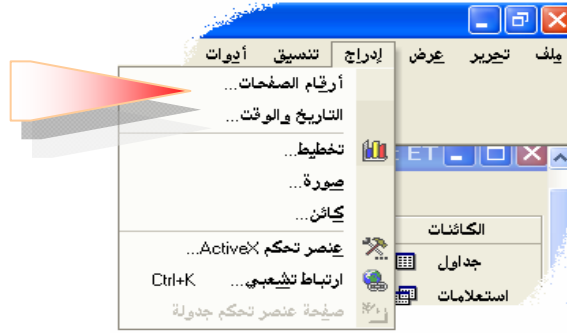 ملف تحرير عرض إدراج تنسيق أدوات
أرقام الصفحات...
التاريخ والوقت...
تخطيط...
صورة...
كائن...
عنصر تحكم ActiveX...
ارتباط تشعبي... Ctrl+K
صفحة عنصر تحكم جدولة
ET
الكائنات
جداول
استعلامات